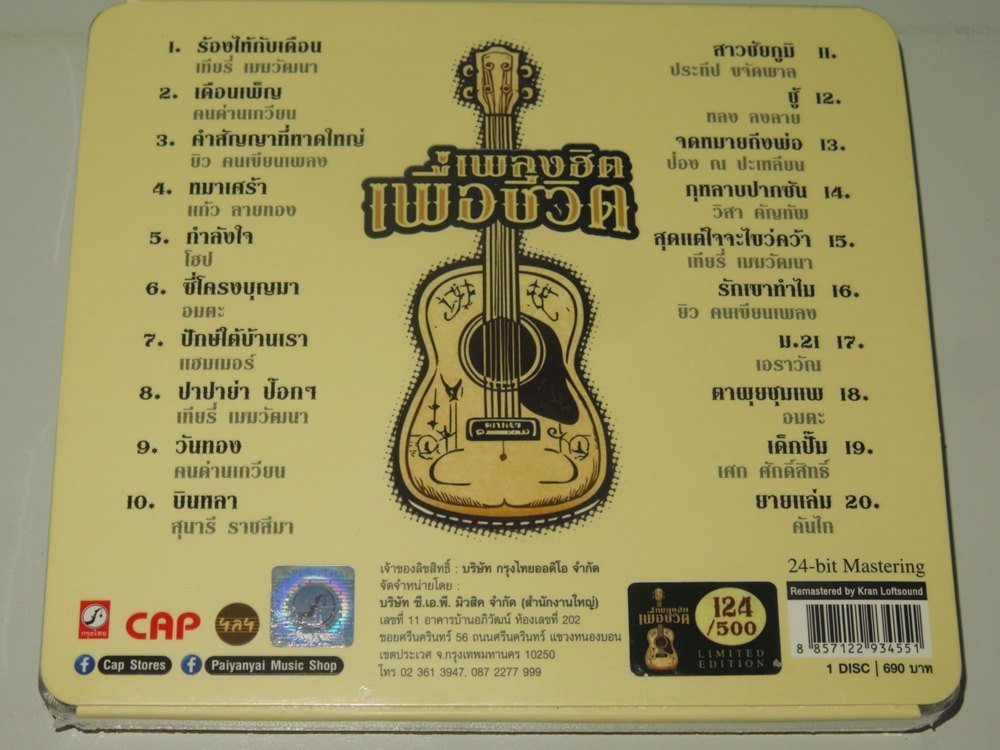 1. ร้องไห้กับเดือน
เทียรี่ เมฆวัฒนา
2. เดือนเพ็ญ
คนด่านเกวียน
3. คำสัญญาที่หาดใหญ่
ยิว คนเขียนเพลง
4. หมาเศร้า
แก้ว ลายทอง
5. กำลังใจ
โฮป
6. ซี่โครงบุญมา
อมตะ
7. ปักษ์ใต้บ้านเรา
แฮมเมอร์
8. ปาปาย่า ป๊อกๆ
เทียรี่ เมฆวัฒนา
9. วันทอง
คนด่านเกวียน
10. บินหลา
สุนารี ราชสีมา
เพลงฮิต
เพื่อชีวิต
สาวชัยภูมิ 11.
ประทีป ขจัดพาล
ชู้ 12.
หลง ลงลาย
จดหมายถึงพ่อ 13.
ป่อง ณ ปะเหลียน
กุหลาบปากซัน 14.
วิสา คัญทัพ
สุดแต่ใจจะไขว่คว้า 15.
เทียรี่ เมฆวัฒนา
รักเขาทำไม 16.
ยิว คนเขียนเพลง
ม.21 17.
เอราวัณ
ตาผุยชุมแพ 18.
อมตะ
เด็กปั๊ม 19.
เศก ศักดิ์สิทธิ์
ยายแล่ม 20.
คันไถ
กรุงไทย
CAP
Cap Stores
Paiyanyai Music Shop
KRUNGTHAI
เจ้าของลิขสิทธิ์ : บริษัท กรุงไทยออดิโอ จำกัด
จัดจำหน่ายโดย :
บริษัท ซี.เอ.พี. มิวสิค จำกัด (สำนักงานใหญ่)
เลขที่ 11 อาคารบ้านอภิวัฒน์ ห้องเลขที่ 202
ซอยศรีนครินทร์ 56 ถนนศรีนครินทร์ แขวงหนองบอน
เขตประเวศ จ.กรุงเทพมหานคร 10250
โทร 02 361 3947, 087 2277 999
เพลงฮิต
เพื่อชีวิต
124
/500
LIMITED
EDITION
24-bit Mastering
Remastered by Kran Loftsound
8 857122 934551
1 DISC | 690 บาท